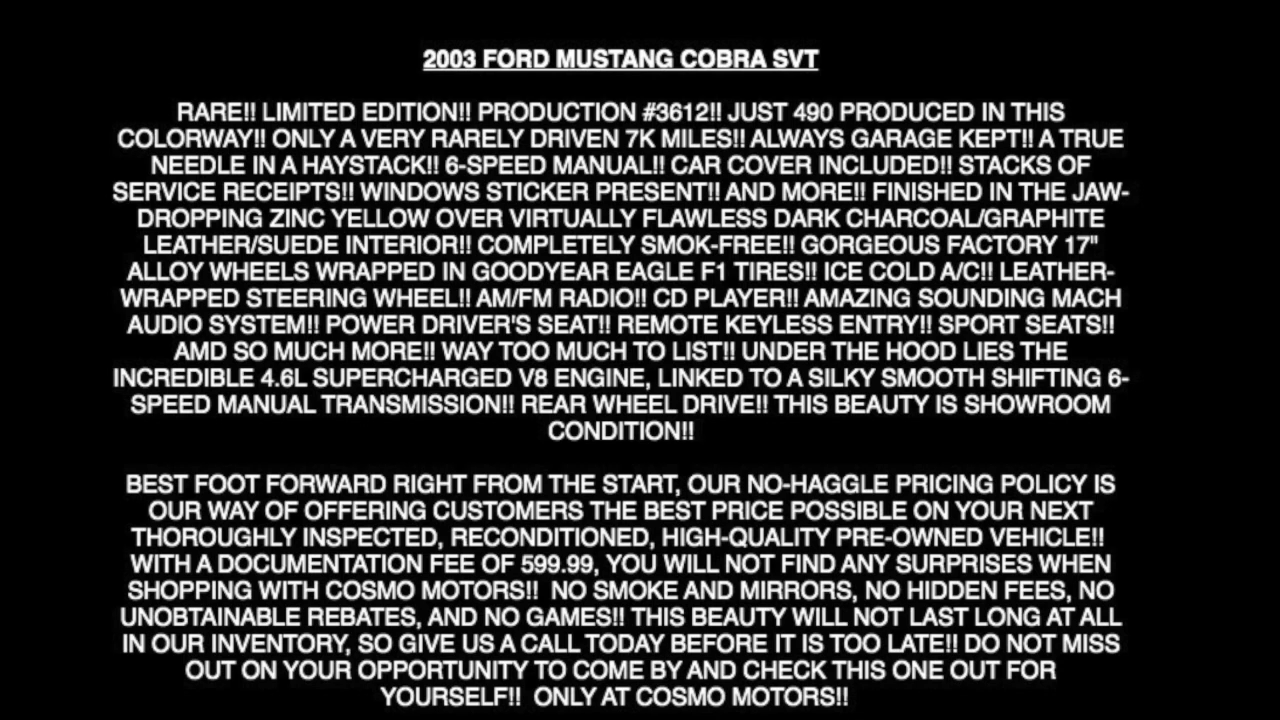 2003 FORD MUSTANG COBRA SVT
RARE!! LIMITED EDITION!! PRODUCTION #3612!! JUST 490 PRODUCED IN THIS
COLORWAY!! ONLY A VERY RARELY DRIVEN 7K MILES!! ALWAYS GARAGE KEPT!! A TRUE
NEEDLE IN A HAYSTACK!! 6-SPEED MANUAL!! CAR COVER INCLUDED!! STACKS OF
SERVICE RECEIPTS!! WINDOWS STICKER PRESENT!! AND MORE!! FINISHED IN THE JAW-
DROPPING ZINC YELLOW OVER VIRTUALLY FLAWLESS DARK CHARCOAL/GRAPHITE
LEATHER/SUEDE INTERIOR!! COMPLETELY SMOK-FREE!! GORGEOUS FACTORY 17"
ALLOY WHEELS WRAPPED IN GOODYEAR EAGLE F1 TIRES!! ICE COLD A/C!! LEATHER-
WRAPPED STEERING WHEEL!! AM/FM RADIO!! CD PLAYER!! AMAZING SOUNDING MACH
AUDIO SYSTEM!! POWER DRIVER'S SEAT!! REMOTE KEYLESS ENTRY!! SPORT SEATS!!
AMD SO MUCH MORE!! WAY TOO MUCH TO LIST!! UNDER THE HOOD LIES THE
INCREDIBLE 4.6L SUPERCHARGED V8 ENGINE, LINKED TO A SILKY SMOOTH SHIFTING 6-
SPEED MANUAL TRANSMISSION!! REAR WHEEL DRIVE!! THIS BEAUTY IS SHOWROOM
CONDITION!!
BEST FOOT FORWARD RIGHT FROM THE START, OUR NO-HAGGLE PRICING POLICY IS
OUR WAY OF OFFERING CUSTOMERS THE BEST PRICE POSSIBLE ON YOUR NEXT
THOROUGHLY INSPECTED, RECONDITIONED, HIGH-QUALITY PRE-OWNED VEHICLE!!
WITH A DOCUMENTATION FEE OF 599.99, YOU WILL NOT FIND ANY SURPRISES WHEN
SHOPPING WITH COSMO MOTORS!!  NO SMOKE AND MIRRORS, NO HIDDEN FEES, NO
UNOBTAINABLE REBATES, AND NO GAMES!! THIS BEAUTY WILL NOT LAST LONG AT ALL
IN OUR INVENTORY, SO GIVE US A CALL TODAY BEFORE IT IS TOO LATE!! DO NOT MISS
OUT ON YOUR OPPORTUNITY TO COME BY AND CHECK THIS ONE OUT FOR
YOURSELF!!  ONLY AT COSMO MOTORS!!